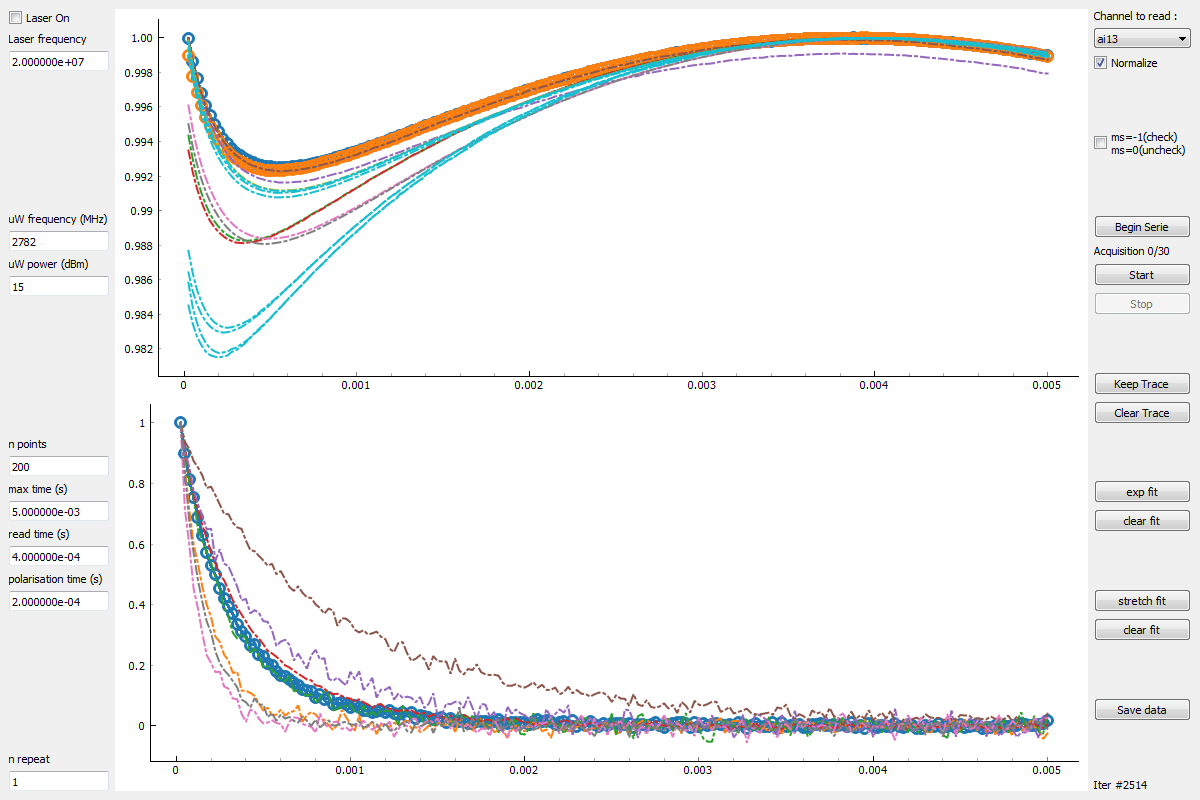 Laser On
Laser frequency
2.000000e+07
uW frequency (MHz)
2782
uW power (dBm)
15
n points
200
max time (s)
5.000000e-03
read time (s)
4.000000e-04
polarisation time (s)
2.000000e-04
n repeat
1
1.00
0.998
0.996
0.994
0.992
0.99
0.988
0.986
0.984
0.982
0 0.001 0.002 0.003 0.004 0.005
1
0.8
0.6
0.4
0.2
0
0 0.001 0.002 0.003 0.004 0.005
Channel to read :
ai13
Normalize
ms=-1(check)
ms=0(uncheck)
Begin Serie
Acquisition 0/30
Start
Stop
Keep Trace
Clear Trace
exp fit
clear fit
stretch fit
clear fit
Save data
Iter #2514